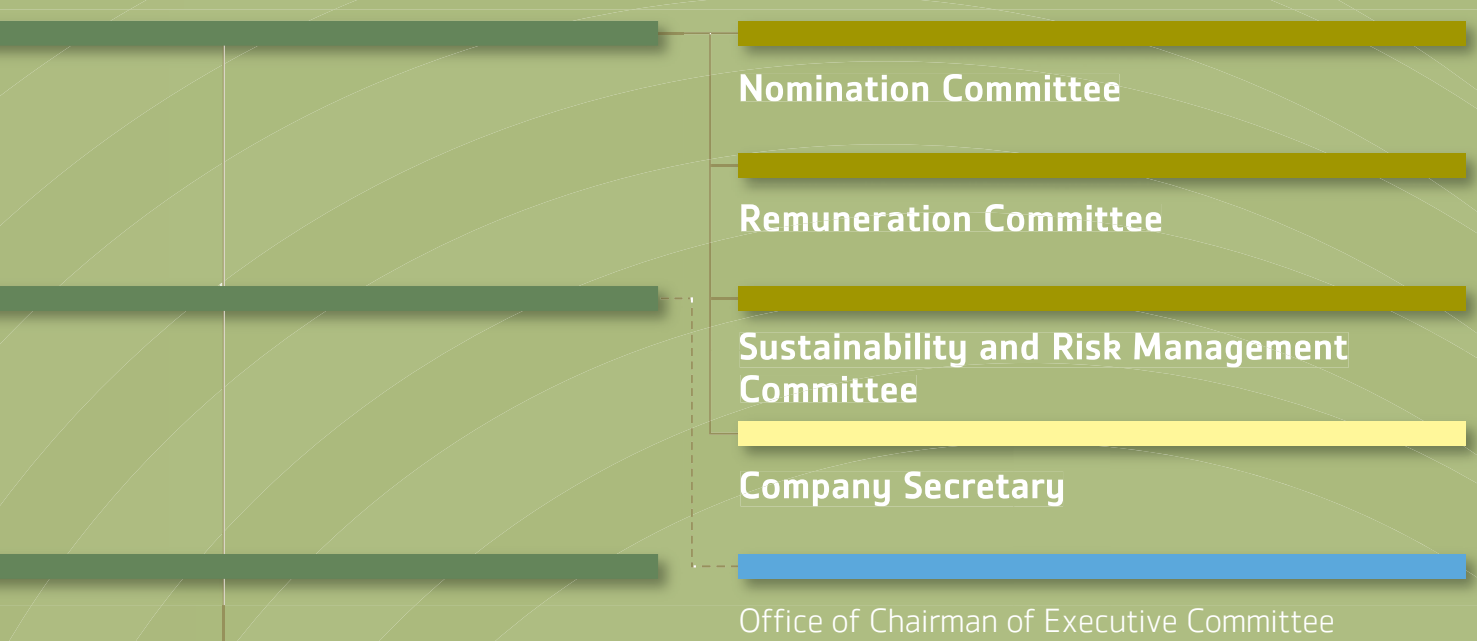 Nomination Committee
Remuneration Committee
Sustainability and Risk Management
Committee
Company Secretary
Office of Chairman of Executive Committee